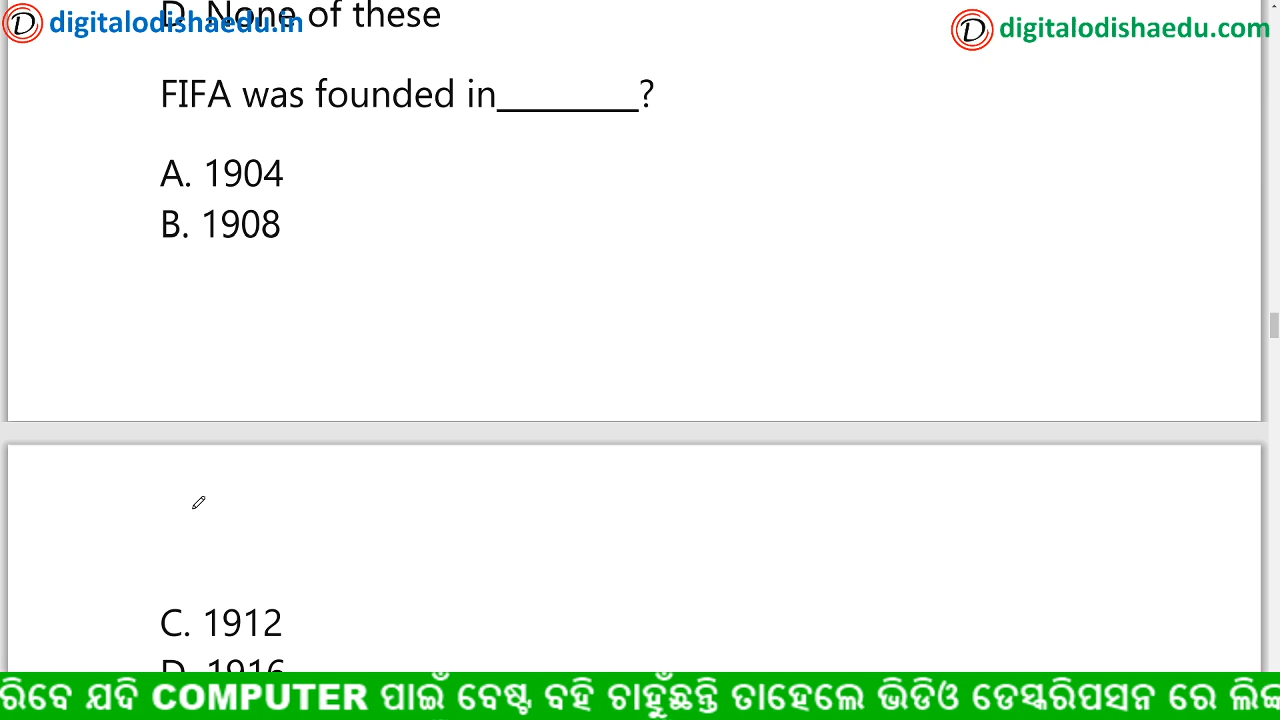 D. None of these
digitalodishaedu.in
digitalodishaedu.com
FIFA was founded in________?
A. 1904
B. 1908
C. 1912
D. 1916
ରିବେ ଯଦି COMPUTER ପାଇଁ ବେଷ୍ଟ ବହି ଚାହୁଁଛନ୍ତି ତାହେଲେ ଭିଡିଓ ଡେସ୍କରିପସନ ରେ ଲିଙ୍କ